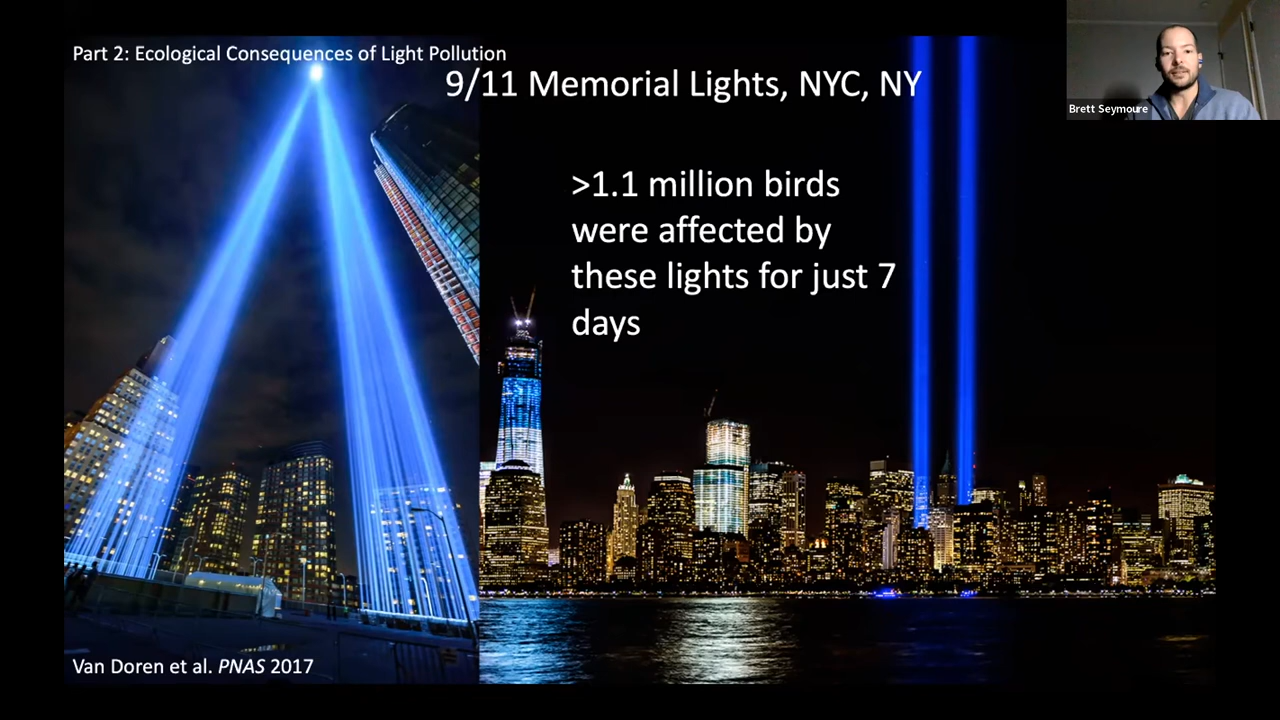 Part 2: Ecological Consequences of Light Pollution
9/11 Memorial Lights, NYC, NY
Brett Seymoure
>1.1 million birds
were affected by
these lights for just 7
days
Van Doren et al. PNAS 2017